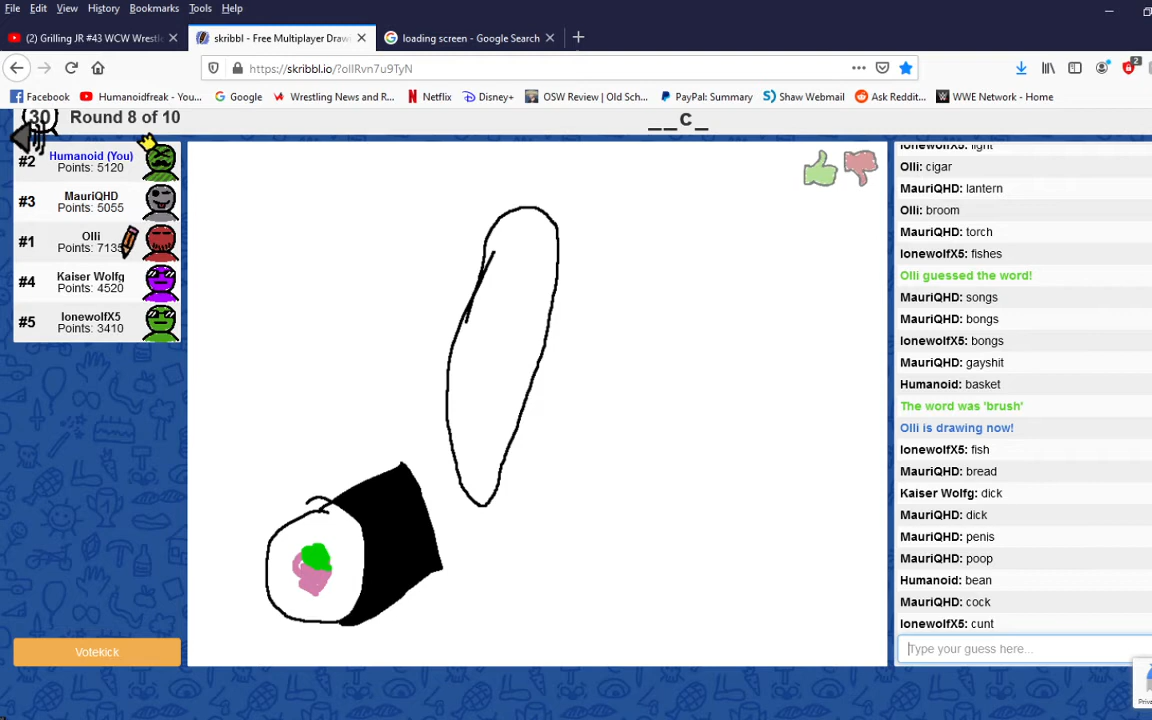 File Edit View History Bookmarks Tools Help
(2) Grilling JR #43 WCW Wrestl
skribbl - Free Multiplayer Draw
loading screen - Google Search
https://skribbl.io/?olIRvn7u9TyN
2
Facebook Humanoidfreak - You... Google Wrestling News and R... Netflix Disney+ OSW Review | Old Sch... PayPal: Summary Shaw Webmail Ask Reddit... WWE Network - Home
30 Round 8 of 10 __c_
#2 Humanoid (You)
Points: 5120
#3 MauriQHD
Points: 5055
#1 Olli
Points: 7135
#4 Kaiser Wolfg
Points: 4520
#5 lonewolfX5
Points: 3410
Votekick
lonewolfX5: light
Olli: cigar
MauriQHD: lantern
Olli: broom
MauriQHD: torch
lonewolfX5: fishes
Olli guessed the word!
MauriQHD: songs
MauriQHD: bongs
lonewolfX5: bongs
MauriQHD: gayshit
Humanoid: basket
The word was 'brush'
Olli is drawing now!
lonewolfX5: fish
MauriQHD: bread
Kaiser Wolfg: dick
MauriQHD: dick
MauriQHD: penis
MauriQHD: poop
Humanoid: bean
MauriQHD: cock
lonewolfX5: cunt
Type your guess here...